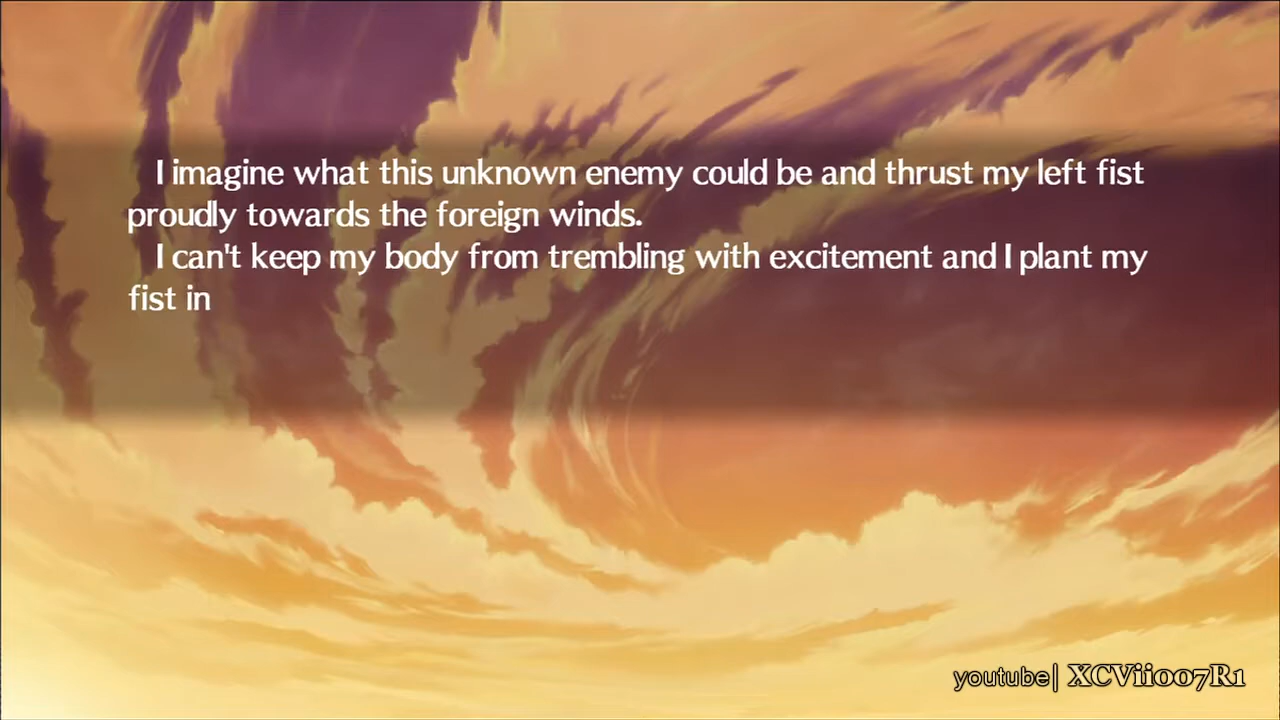 I imagine what this unknown enemy could be and thrust my left fist
proudly towards the foreign winds.
I can't keep my body from trembling with excitement and I plant my
fist in
youtube| XCVii007R1